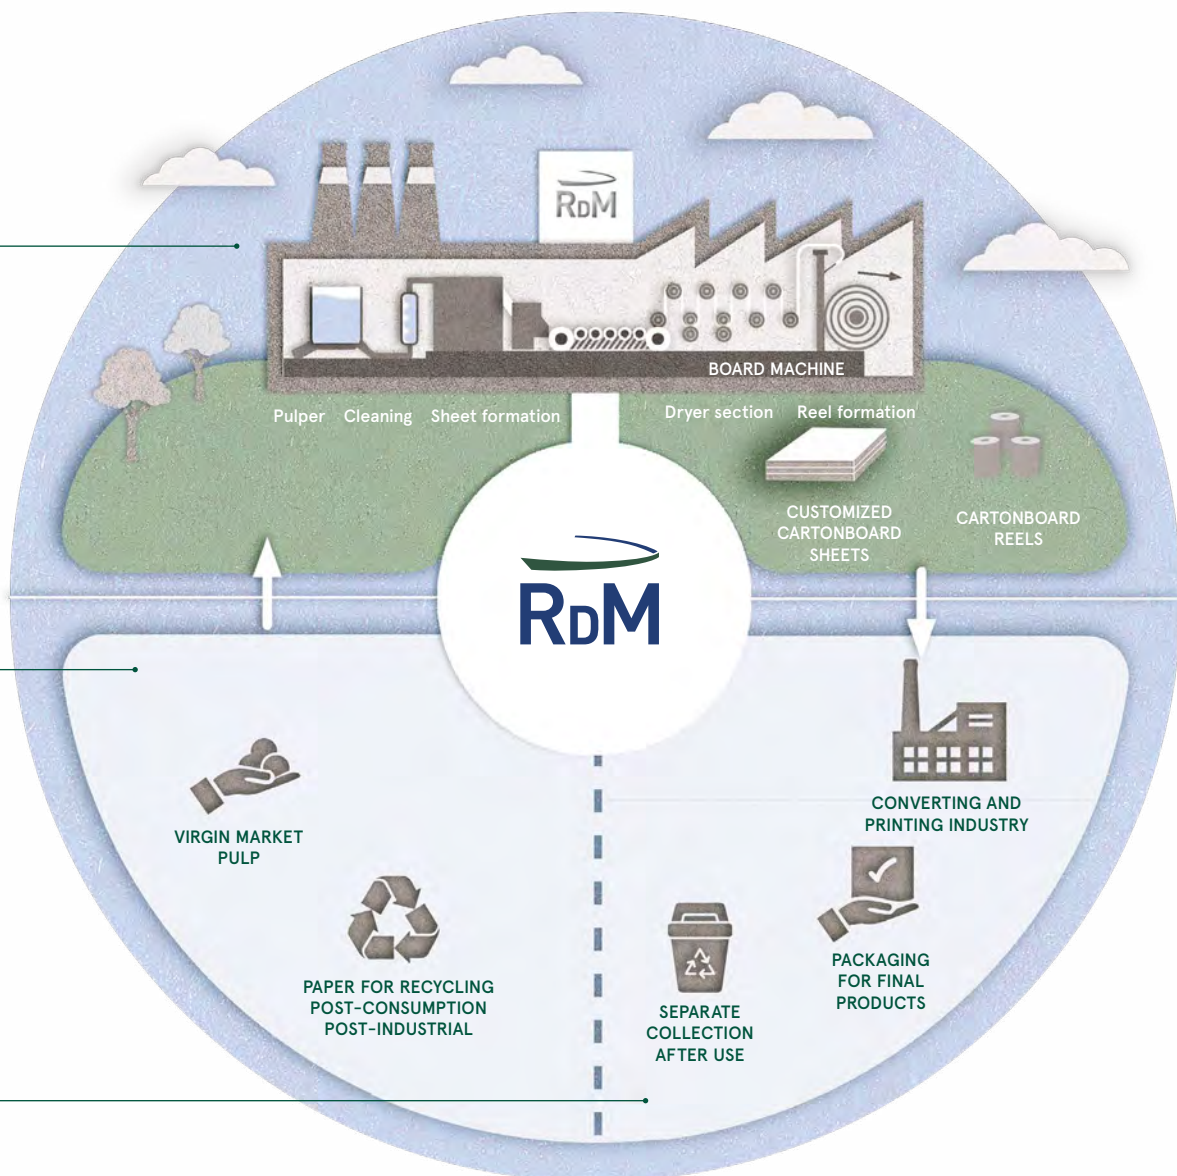 RDM
BOARD MACHINE
Pulper
Cleaning
Sheet formation
Dryer section
Reel formation
CUSTOMIZED
CARTONBOARD
SHEETS
CARTONBOARD
REELS
RDM
VIRGIN MARKET
PULP
PAPER FOR RECYCLING
POST-CONSUMPTION
POST-INDUSTRIAL
CONVERTING AND
PRINTING INDUSTRY
PACKAGING
FOR FINAL
PRODUCTS
SEPARATE
COLLECTION
AFTER USE